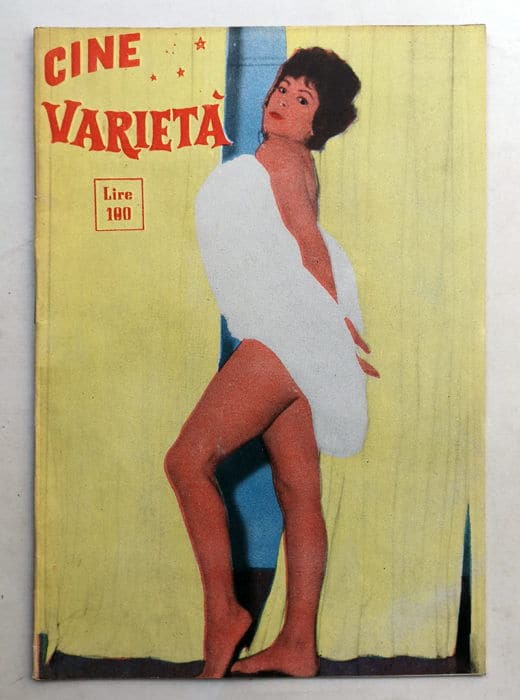 CINE
VARIETÀ
Lire
100